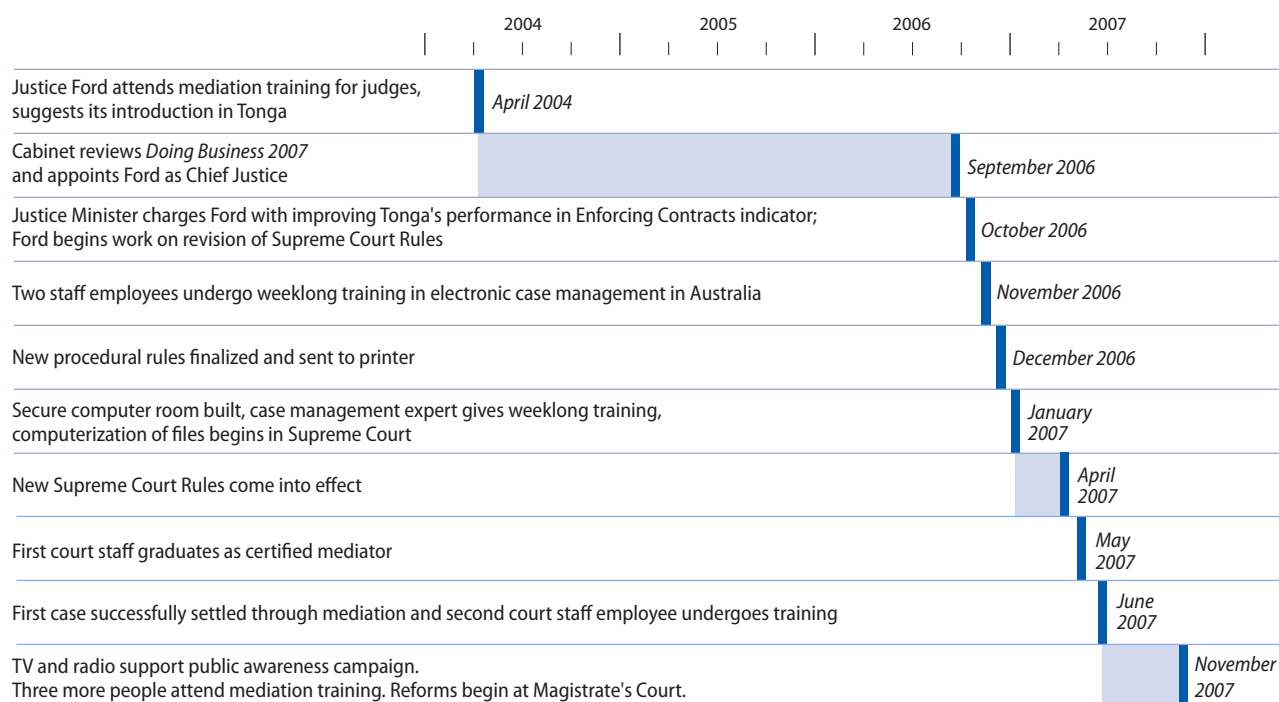 2004 2005 2006 2007
Justice Ford attends mediation training for judges,
suggests its introduction in Tonga
April 2004
Cabinet reviews Doing Business 2007
and appoints Ford as Chief Justice
September 2006
Justice Minister charges Ford with improving Tonga's performance in Enforcing Contracts indicator;
Ford begins work on revision of Supreme Court Rules
October 2006
Two staff employees undergo weeklong training in electronic case management in Australia
November 2006
New procedural rules finalized and sent to printer
December 2006
Secure computer room built, case management expert gives weeklong training,
computerization of files begins in Supreme Court
January
2007
New Supreme Court Rules come into effect
April
2007
First court staff graduates as certified mediator
May
2007
First case successfully settled through mediation and second court staff employee undergoes training
June
2007
TV and radio support public awareness campaign.
Three more people attend mediation training. Reforms begin at Magistrate's Court.
November
2007